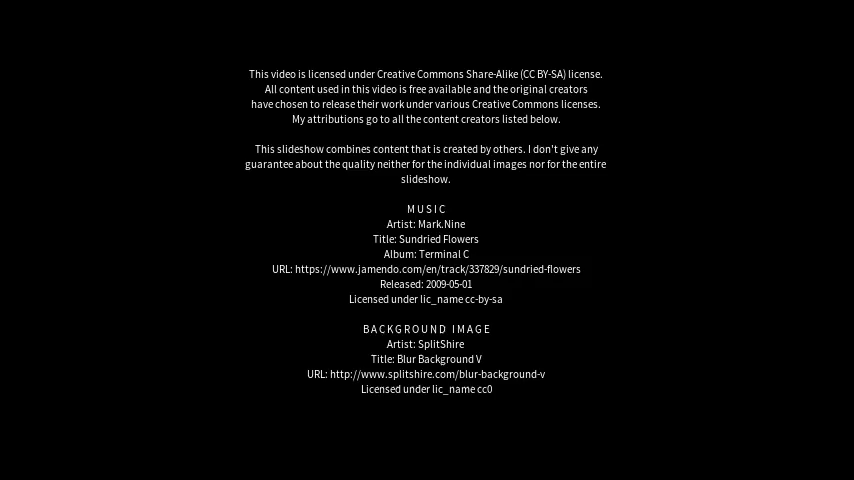 This video is licensed under Creative Commons Share-Alike (CC BY-SA) license.
All content used in this video is free available and the original creators
have chosen to release their work under various Creative Commons licenses.
My attributions go to all the content creators listed below.
This slideshow combines content that is created by others. I don't give any
guarantee about the quality neither for the individual images nor for the entire
slideshow.
MUSIC
Artist: Mark.Nine
Title: Sundried Flowers
Album: Terminal C
URL: https://www.jamendo.com/en/track/337829/sundried-flowers
Released: 2009-05-01
Licensed under lic_name cc-by-sa
BACKGROUND IMAGE
Artist: SplitShire
Title: Blur Background V
URL: http://www.splitshire.com/blur-background-v
Licensed under lic_name cc0